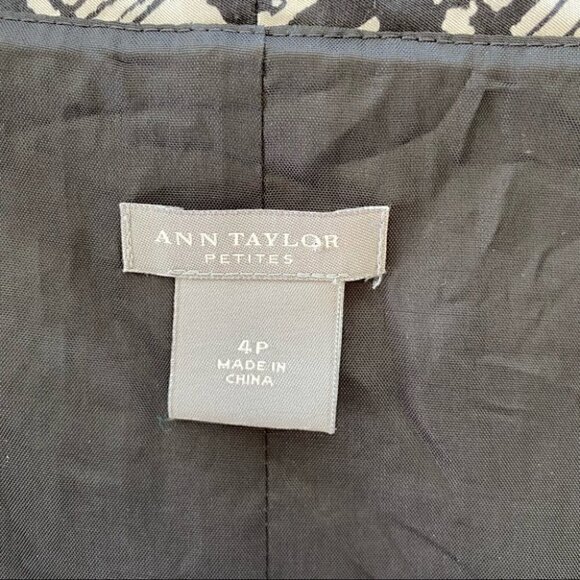 ANN TAYLOR
PETITES
4P
MADE IN
CHINA